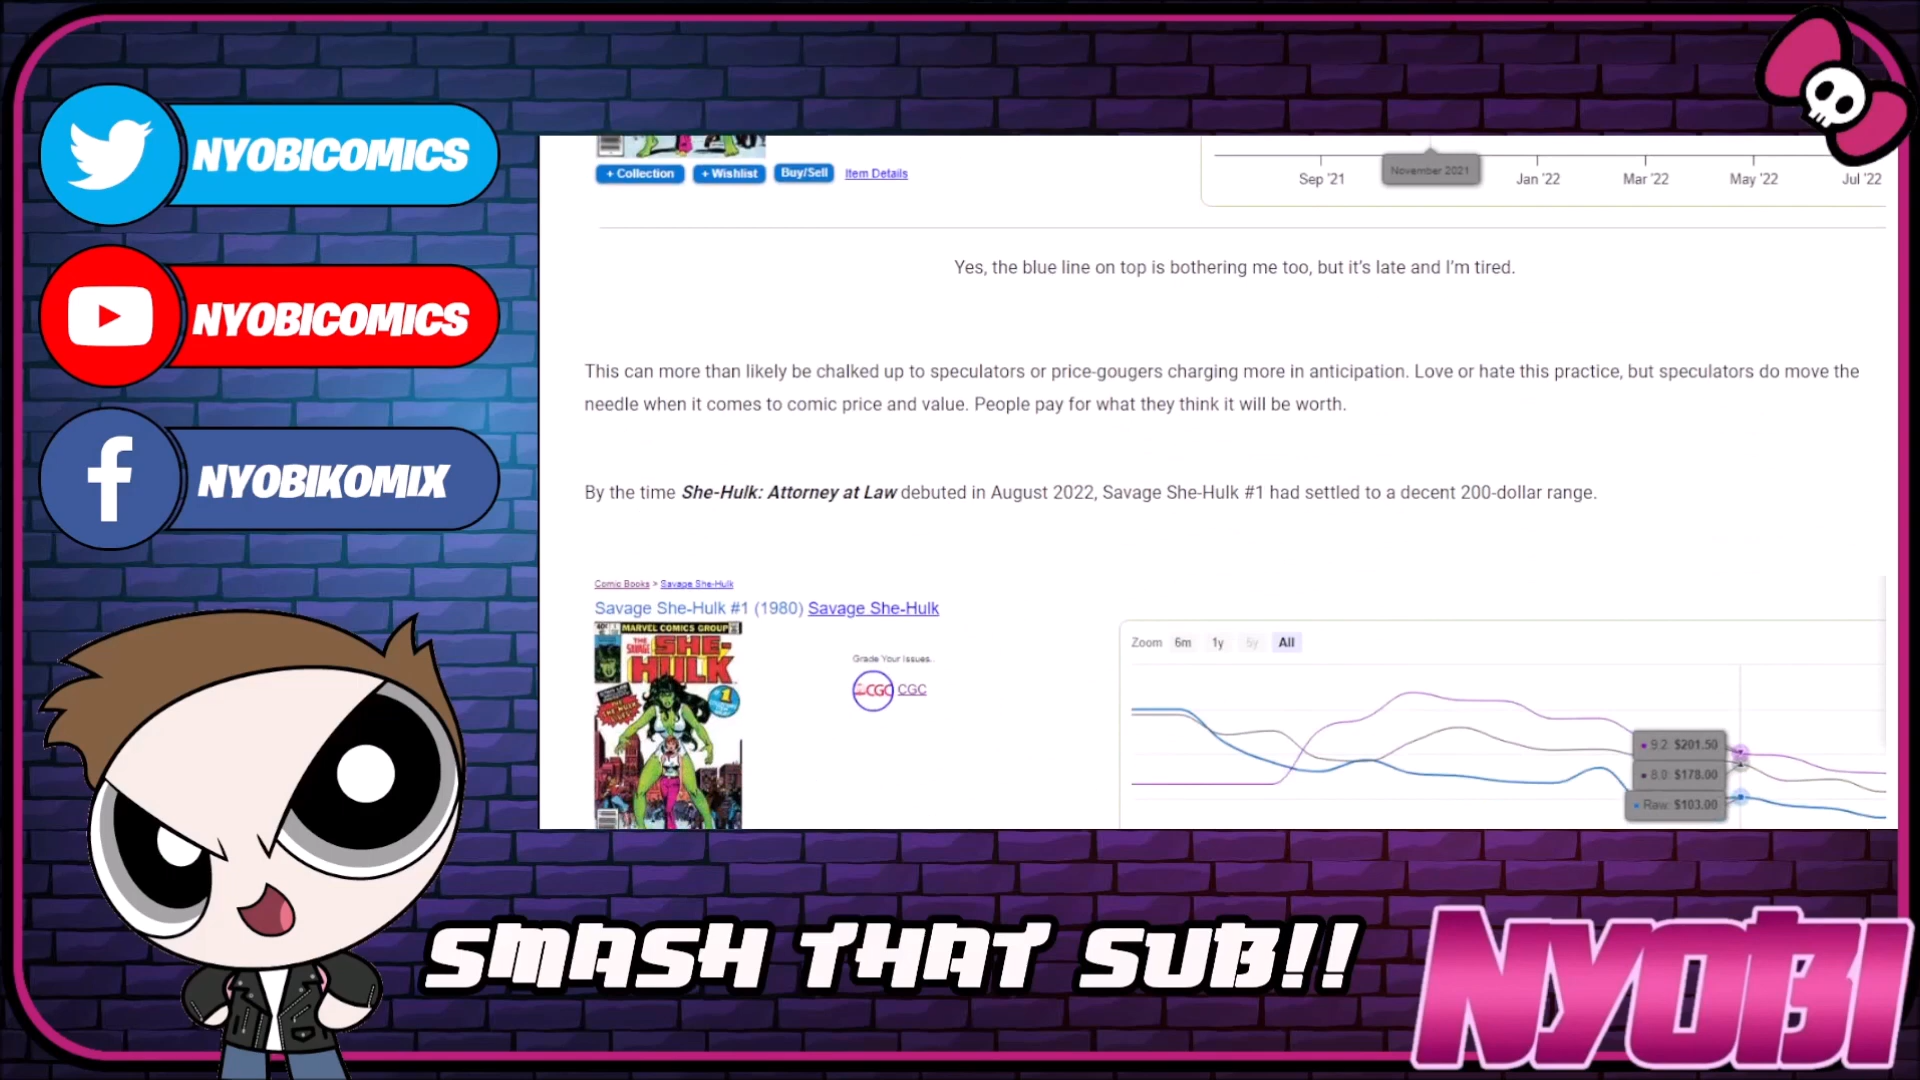 NYOBICOMICS
NYOBICOMICS
NYOBIKOMIX
+ Collection
+ Wishlist
Buy/Sell
Item Details
Sep '21
November 2021
Jan '22
Mar '22
May '22
Jul '22
Yes, the blue line on top is bothering me too, but it’s late and I’m tired.
This can more than likely be chalked up to speculators or price-gougers charging more in anticipation. Love or hate this practice, but speculators do move the
needle when it comes to comic price and value. People pay for what they think it will be worth.
By the time She-Hulk: Attorney at Law debuted in August 2022, Savage She-Hulk #1 had settled to a decent 200-dollar range.
Comic Books > Savage She-Hulk
Savage She-Hulk #1 (1980) Savage She-Hulk
MARVEL COMICS GROUP
THE SAVAGE SHE-
HULK
#1
Grade Your Issues..
CGC CGC
Zoom 6m 1y 5y All
9.2: $201.50
8.0: $178.00
Raw: $103.00
SMASH THAT SUB!!
NYOBI